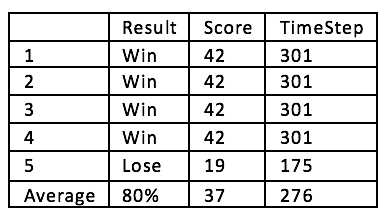 Result Score TimeStep
1 Win 42 301
2 Win 42 301
3 Win 42 301
4 Win 42 301
5 Lose 19 175
Average 80% 37 276